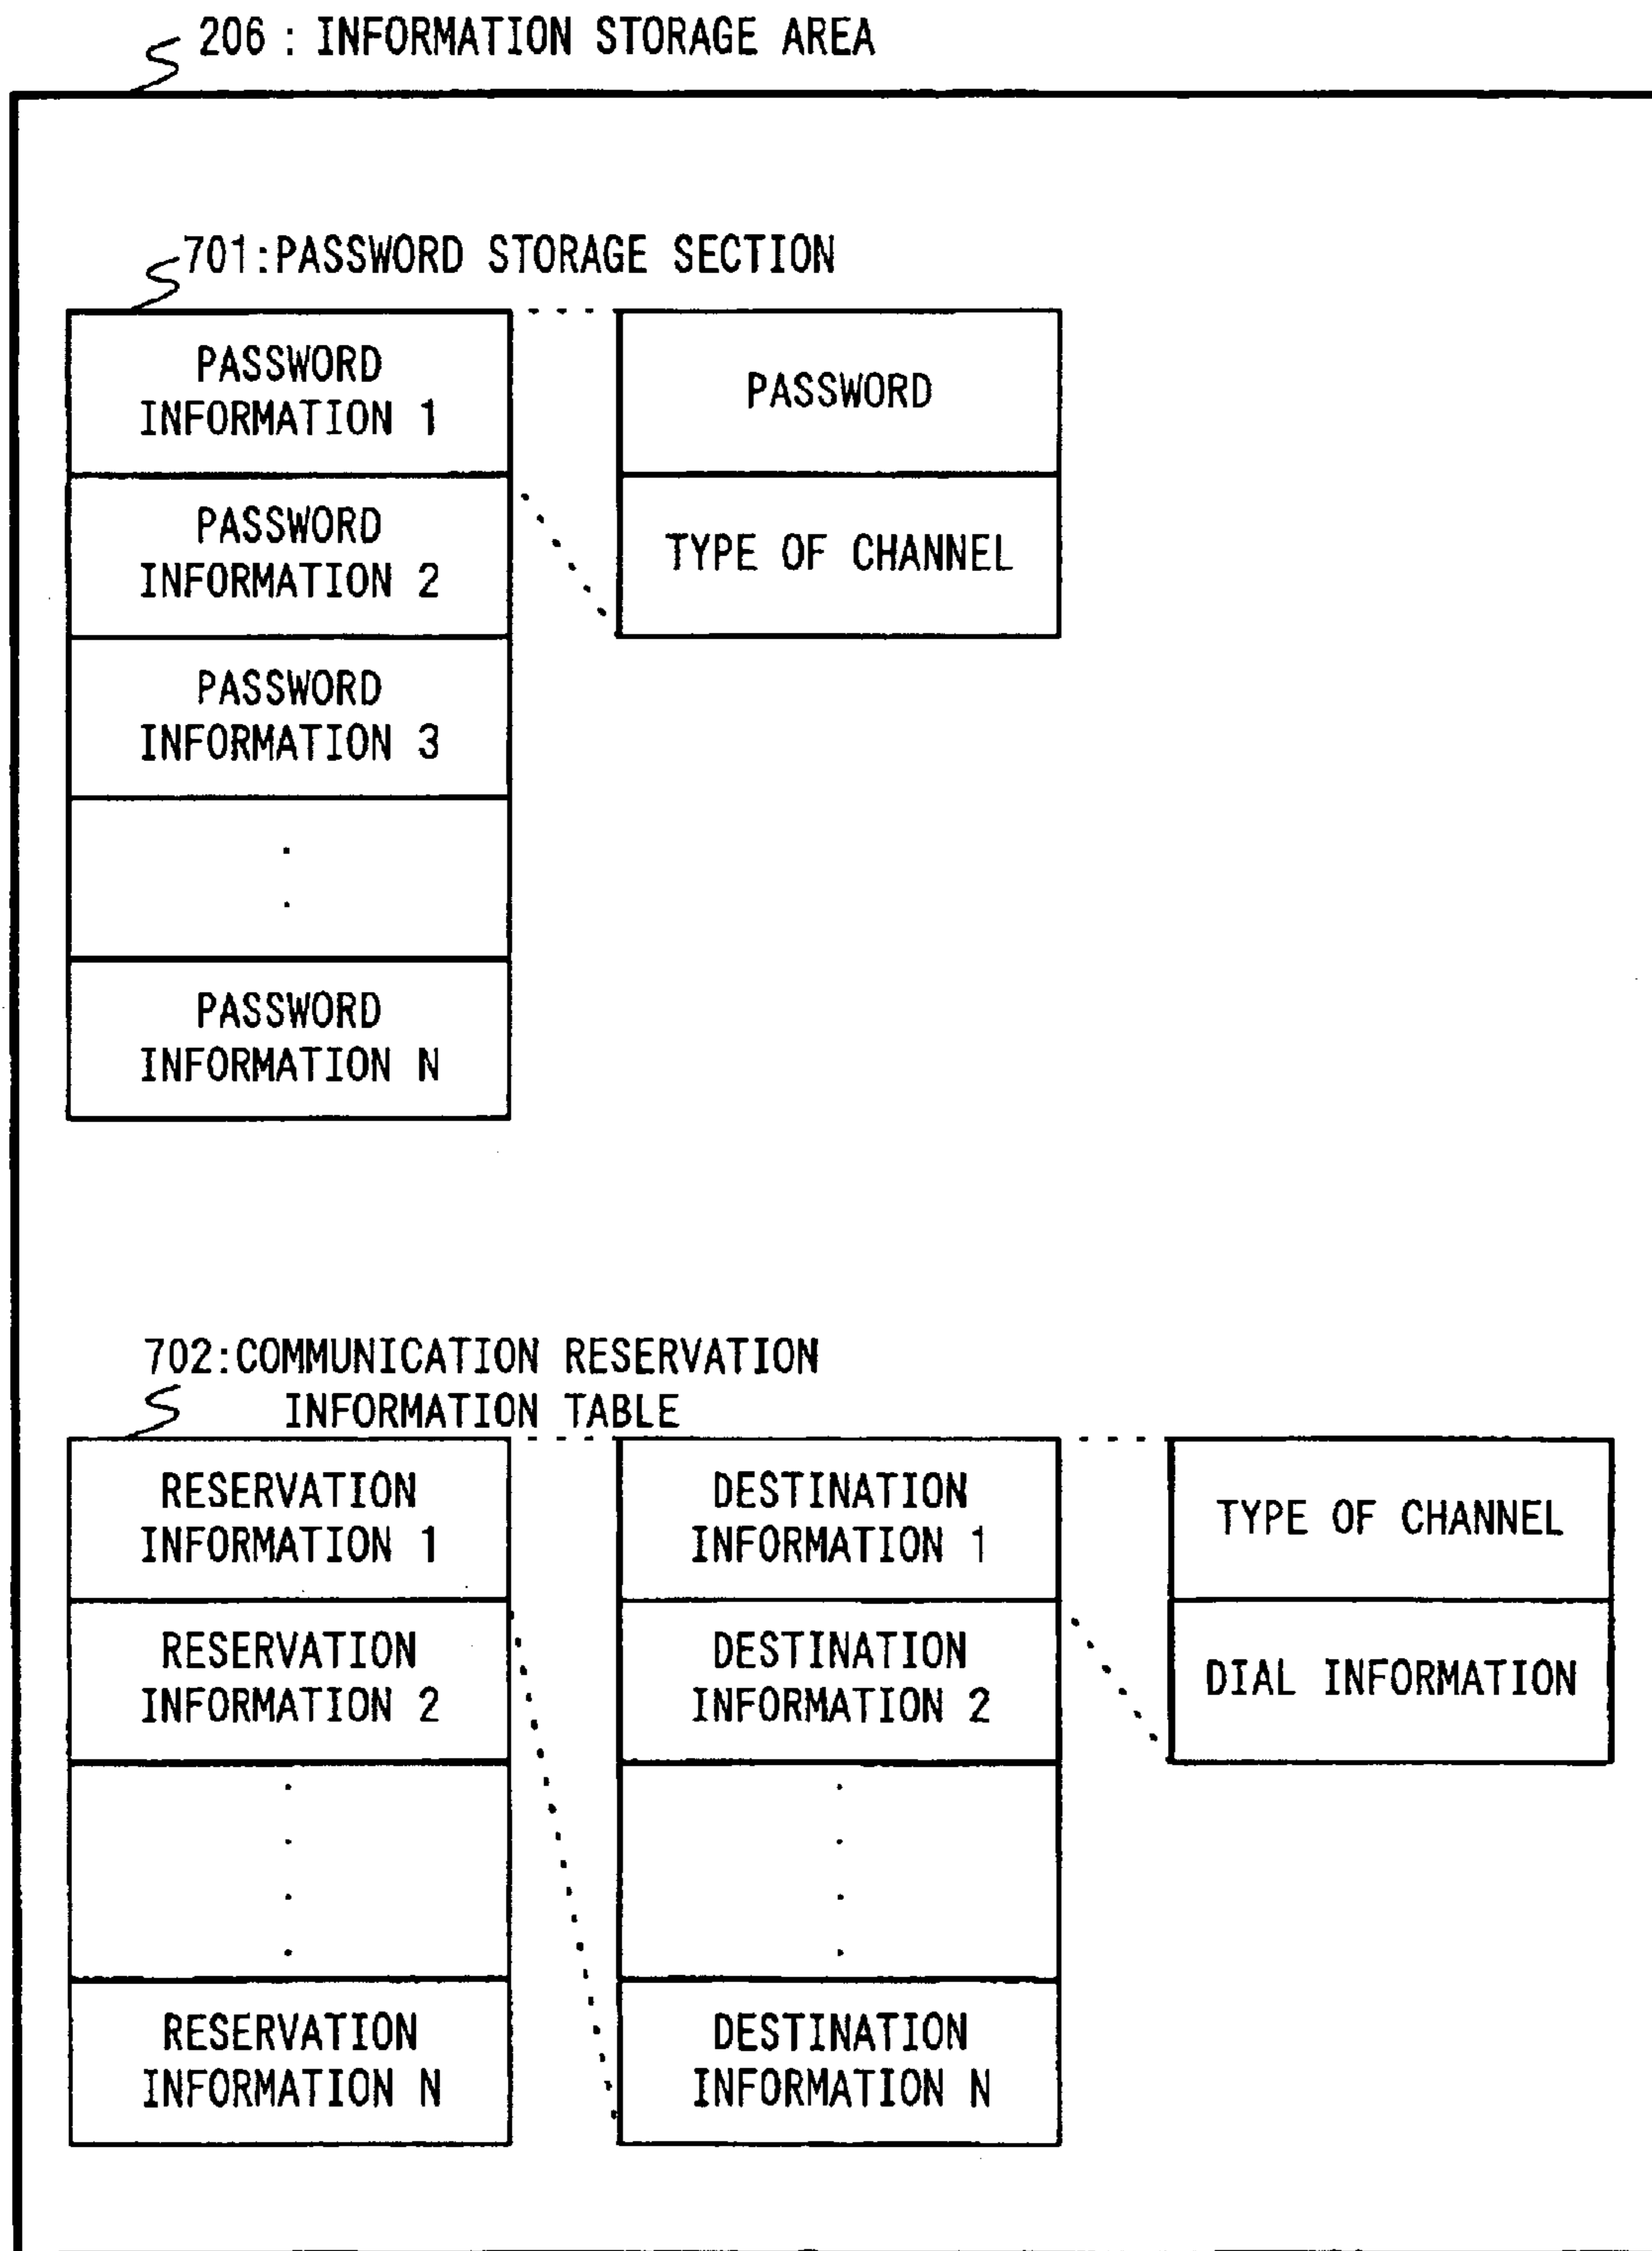 206 : INFORMATION STORAGE AREA
701:PASSWORD STORAGE SECTION
PASSWORD
INFORMATION 1
PASSWORD
INFORMATION 2
PASSWORD
INFORMATION 3
PASSWORD
INFORMATION N
PASSWORD
TYPE OF CHANNEL
702:COMMUNICATION RESERVATION
INFORMATION TABLE
RESERVATION
INFORMATION 1
RESERVATION
INFORMATION 2
RESERVATION
INFORMATION N
DESTINATION
INFORMATION 1
DESTINATION
INFORMATION 2
DESTINATION
INFORMATION N
TYPE OF CHANNEL
DIAL INFORMATION